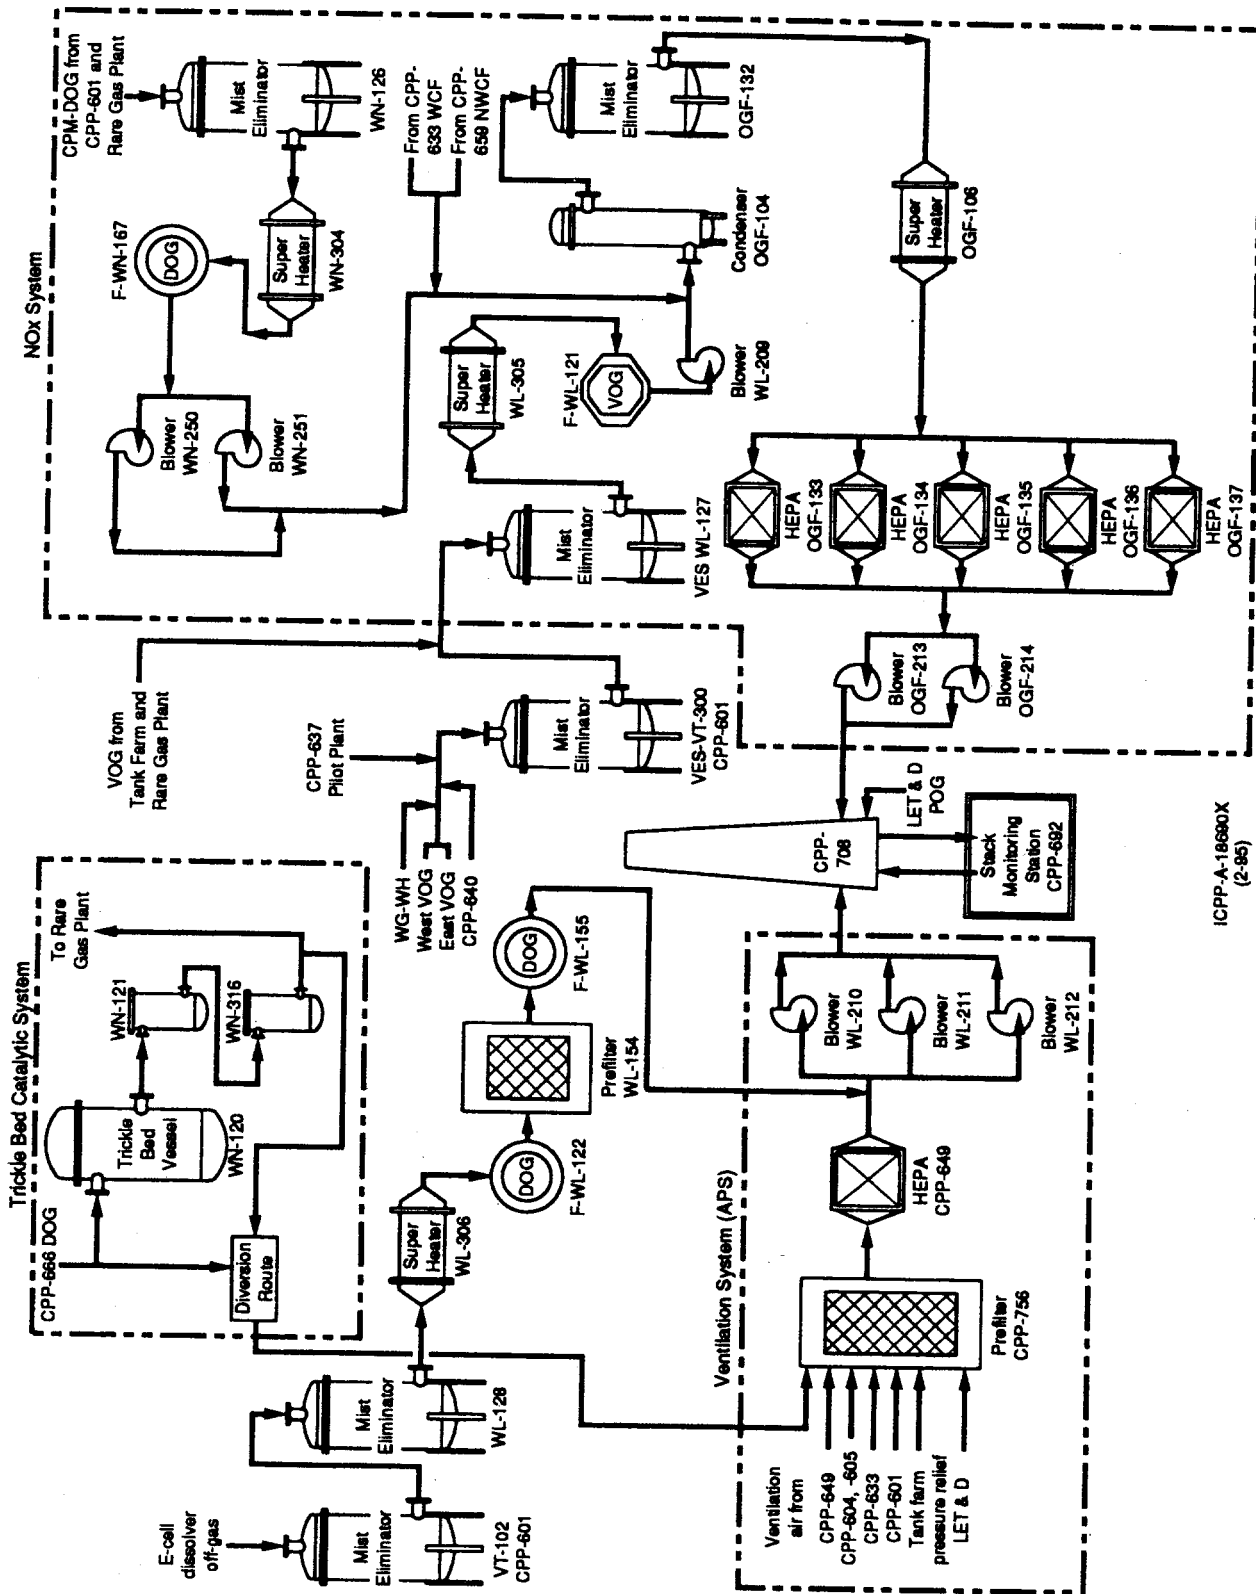 NOx System
CPM-DOG from
CPP-601 and
Rare Gas Plant
Mist
Eliminator
WN-126
Super
Heater
WN-304
DOG
F-WN-167
Blower
WN-250
Blower
WN-251
From CPP-
633 WCF
From CPP-
659 NWCF
Mist
Eliminator
OGF-132
Condenser
OGF-104
Super
Heater
OGF-106
Super
Heater
WL-305
VOG
F-WL-121
Blower
WL-209
Mist
Eliminator
VES WL-127
HEPA
OGF-133
HEPA
OGF-134
HEPA
OGF-135
HEPA
OGF-136
HEPA
OGF-137
Blower
OGF-213
Blower
OGF-214
VOG from
Tank Farm and
Rare Gas Plant
CPP-637
Pilot Plant
WG-WH
West VOG
East VOG
CPP-640
Mist
Eliminator
VES-VT-300
CPP-601
CPP-
708
LET & D
POG
Stack
Monitoring
Station
CPP-692
Trickle Bed Catalytic System
To Rare
Gas Plant
WN-121
WN-316
Trickle
Bed
Vessel
WN-120
CPP-666 DOG
Diversion
Route
E-cell
dissolver
off-gas
Mist
Eliminator
VT-102
CPP-601
Mist
Eliminator
WL-128
Super
Heater
WL-306
DOG
F-WL-122
Prefilter
WL-154
DOG
F-WL-155
Ventilation System (APS)
Ventilation
air from
CPP-649
CPP-604, -605
CPP-633
CPP-601
Tank farm
pressure relief
LET & D
Prefilter
CPP-756
HEPA
CPP-649
Blower
WL-210
Blower
WL-211
Blower
WL-212
ICPP-A-18690X
(2-95)